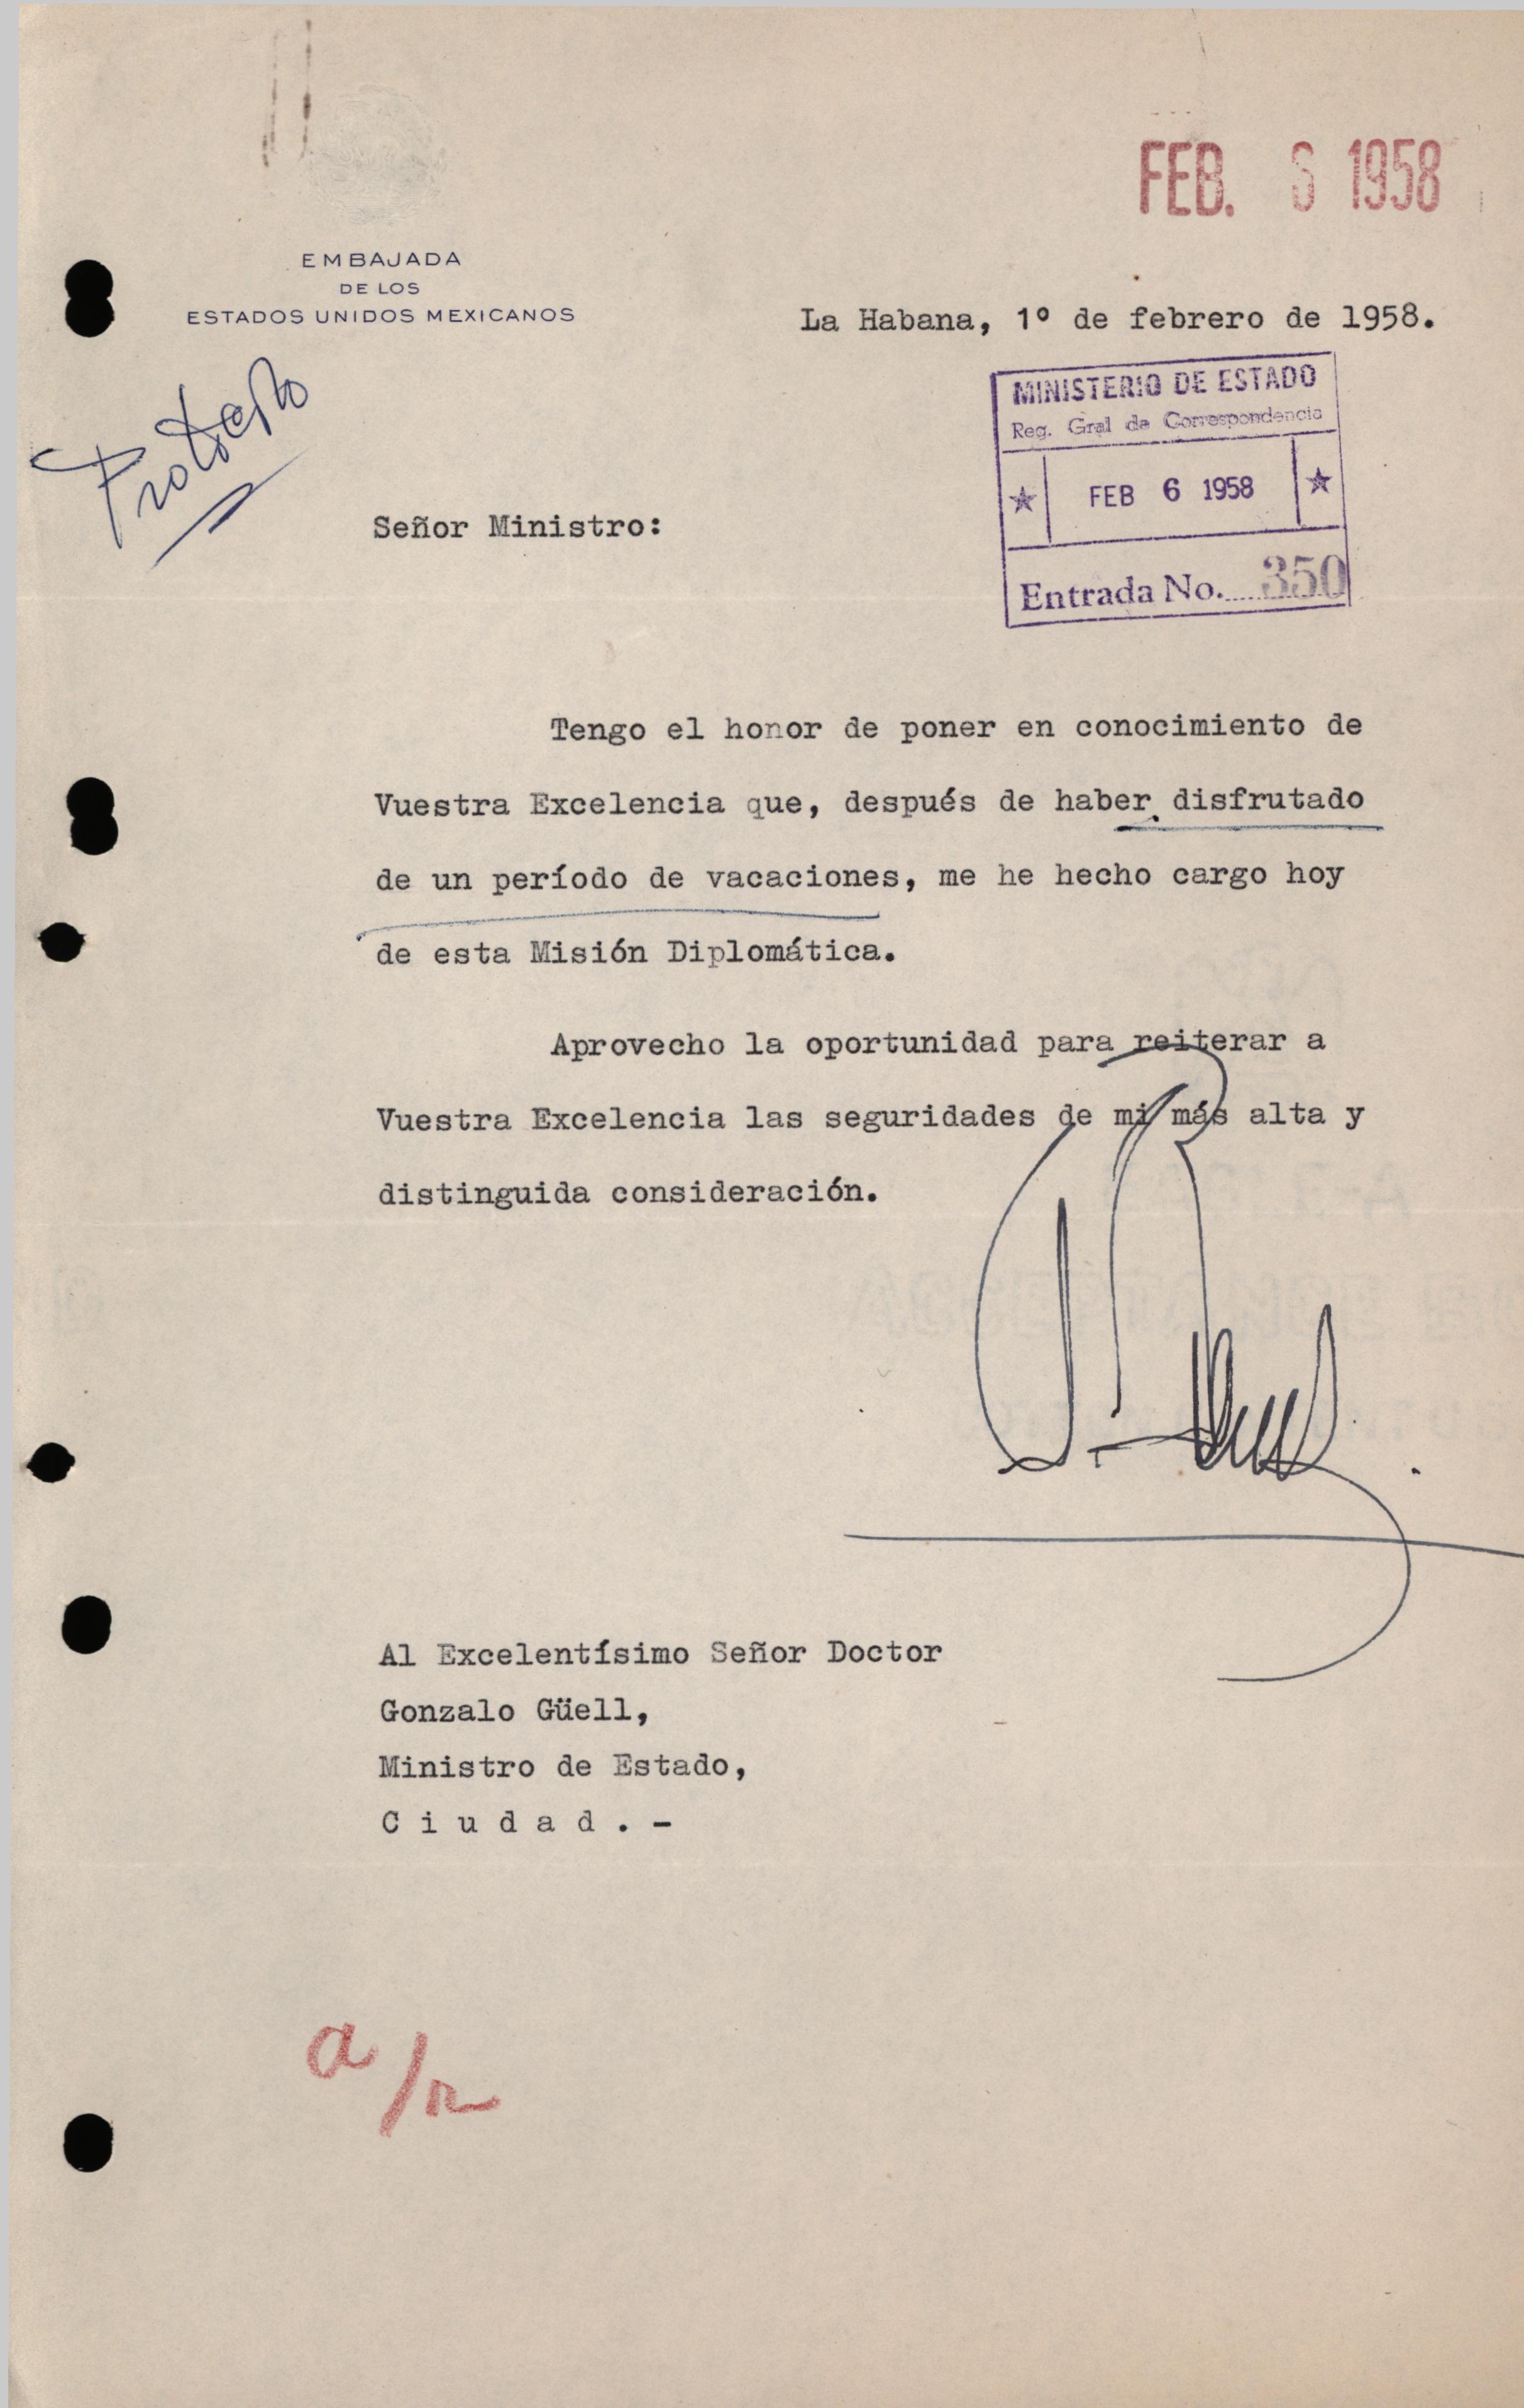 FEB. 6 1958
EMBAJADA
DE LOS
ESTADOS UNIDOS MEXICANOS
La Habana, 1º de febrero de 1958.
MINISTERIO DE ESTADO
Reg. Gral de Correspondencia
FEB 6 1958
Entrada No. 350
Señor Ministro:
Tengo el honor de poner en conocimiento de
Vuestra Excelencia que, después de haber disfrutado
de un período de vacaciones, me he hecho cargo hoy
de esta Misión Diplomática.
Aprovecho la oportunidad para reiterar a
Vuestra Excelencia las seguridades de mi más alta y
distinguida consideración.
Al Excelentísimo Señor Doctor
Gonzalo Güell,
Ministro de Estado,
C i u d a d . -
a/r